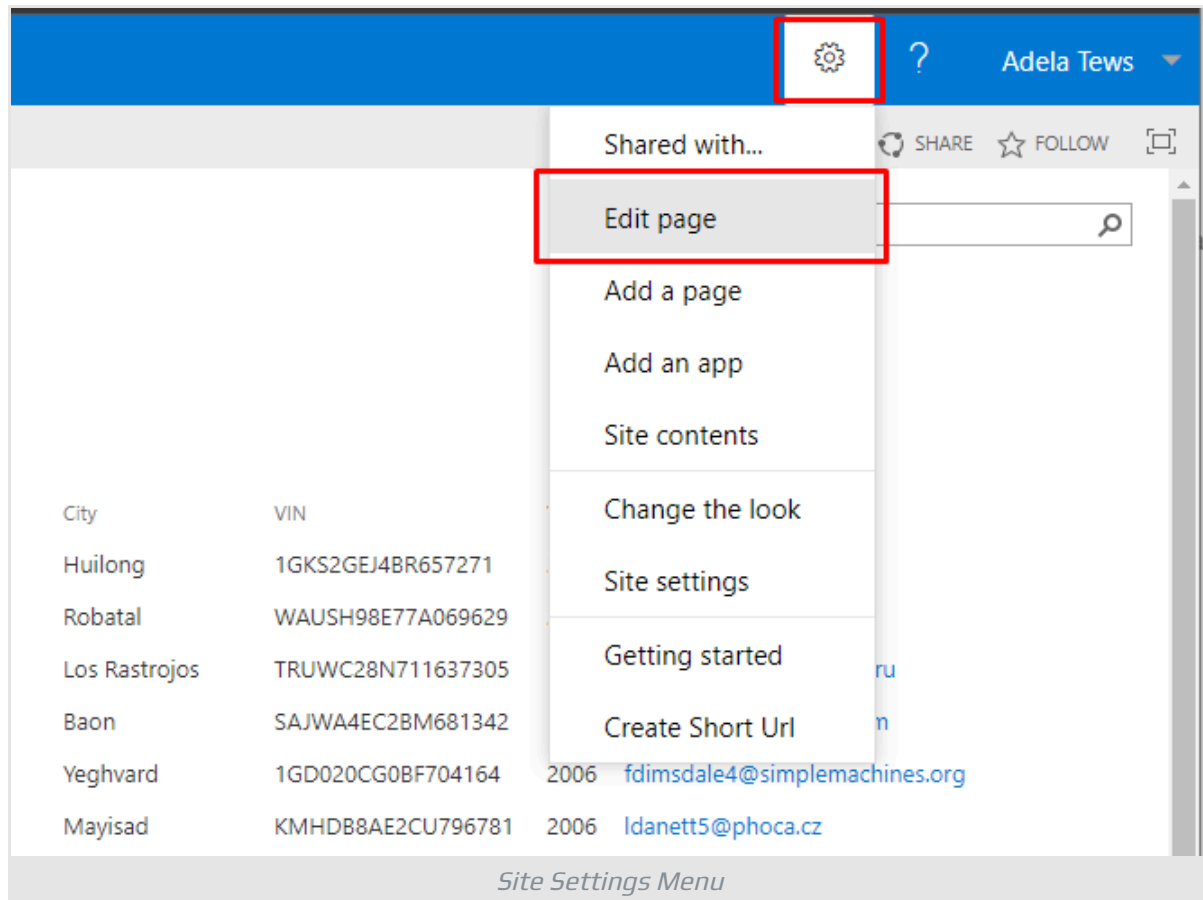 ? Adela Tews
Shared with... SHARE FOLLOW
Edit page
Add a page
Add an app
Site contents
Change the look
Site settings
Getting started
Create Short Url
City VIN
Huilong 1GKS2GEJ4BR657271
Robatal WAUSH98E77A069629
Los Rastrojos TRUWC28N711637305 ru
Baon SAJWA4EC2BM681342 m
Yeghvard 1GD020CG0BF704164 2006 fdimsdale4@simplemachines.org
Mayisad KMHDB8AE2CU796781 2006 ldanett5@phoca.cz
Site Settings Menu